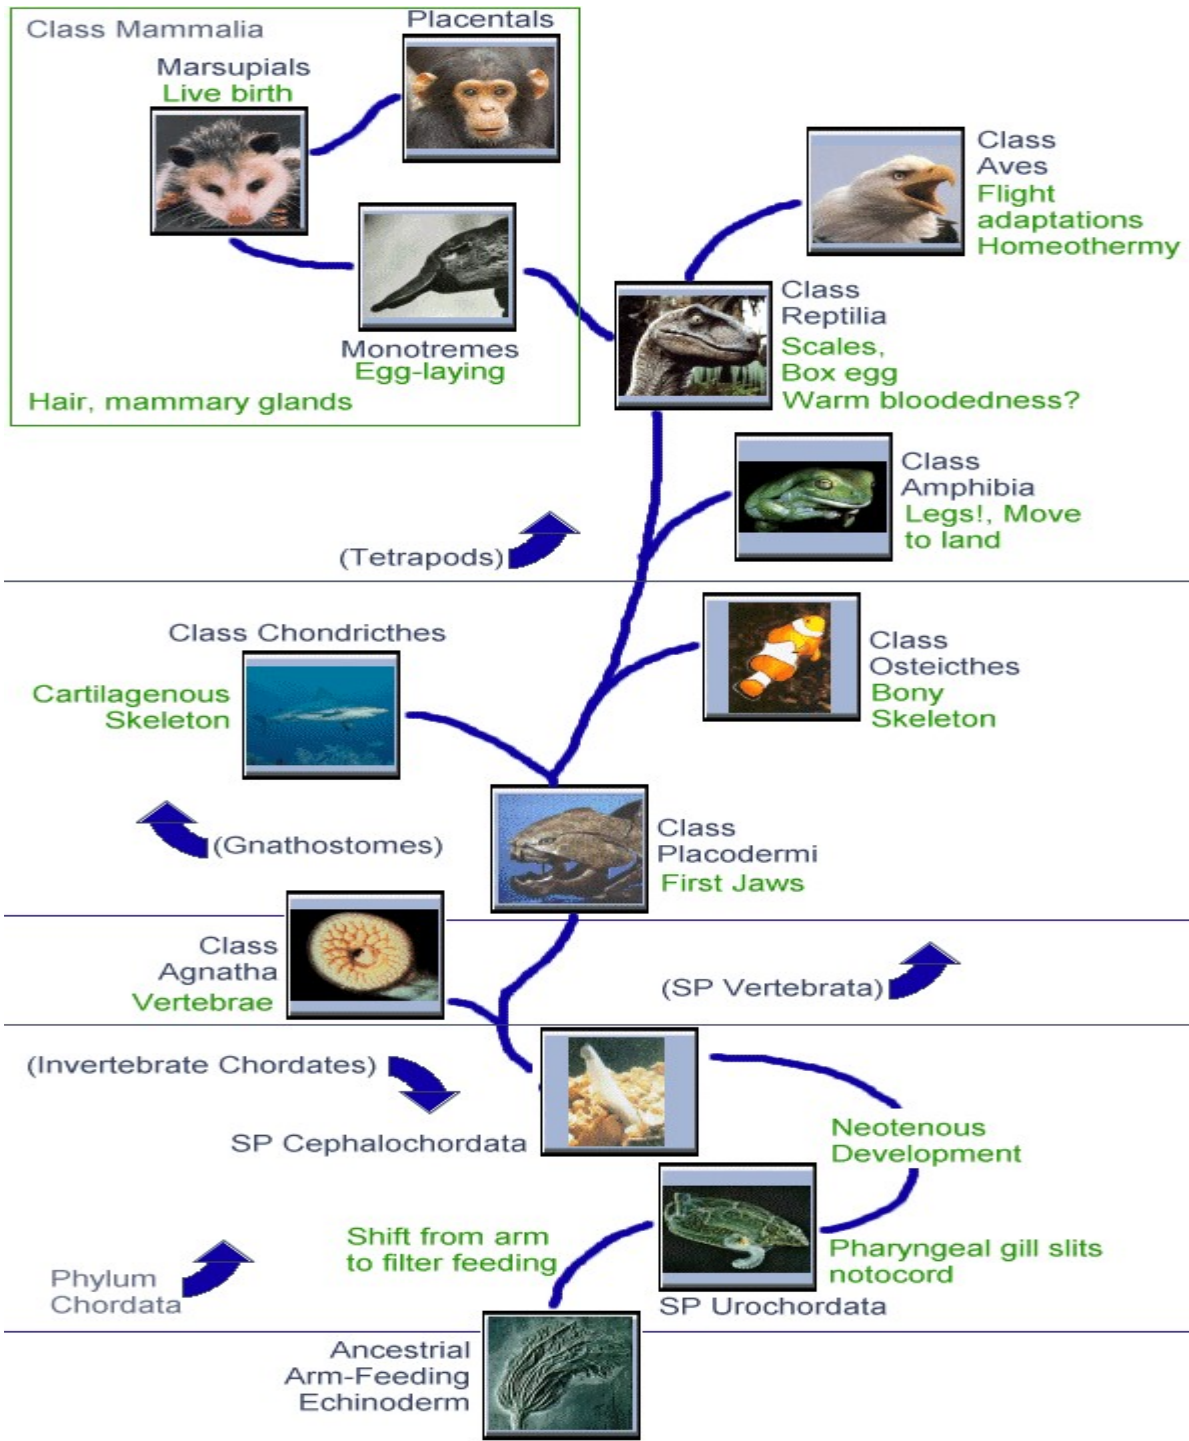 Class Mammalia
Placentals
Marsupials
Live birth
Monotremes
Egg-laying
Hair, mammary glands
Class
Aves
Flight
adaptations
Homeothermy
Class
Reptilia
Scales,
Box egg
Warm bloodedness?
Class
Amphibia
Legs!, Move
to land
(Tetrapods)
Class Chondricthes
Cartilagenous
Skeleton
Class
Osteicthes
Bony
Skeleton
(Gnathostomes)
Class
Placodermi
First Jaws
Class
Agnatha
Vertebrae
(SP Vertebrata)
(Invertebrate Chordates)
SP Cephalochordata
Neotenous
Development
Shift from arm
to filter feeding
Pharyngeal gill slits
notocord
SP Urochordata
Phylum
Chordata
Ancestral
Arm-Feeding
Echinoderm